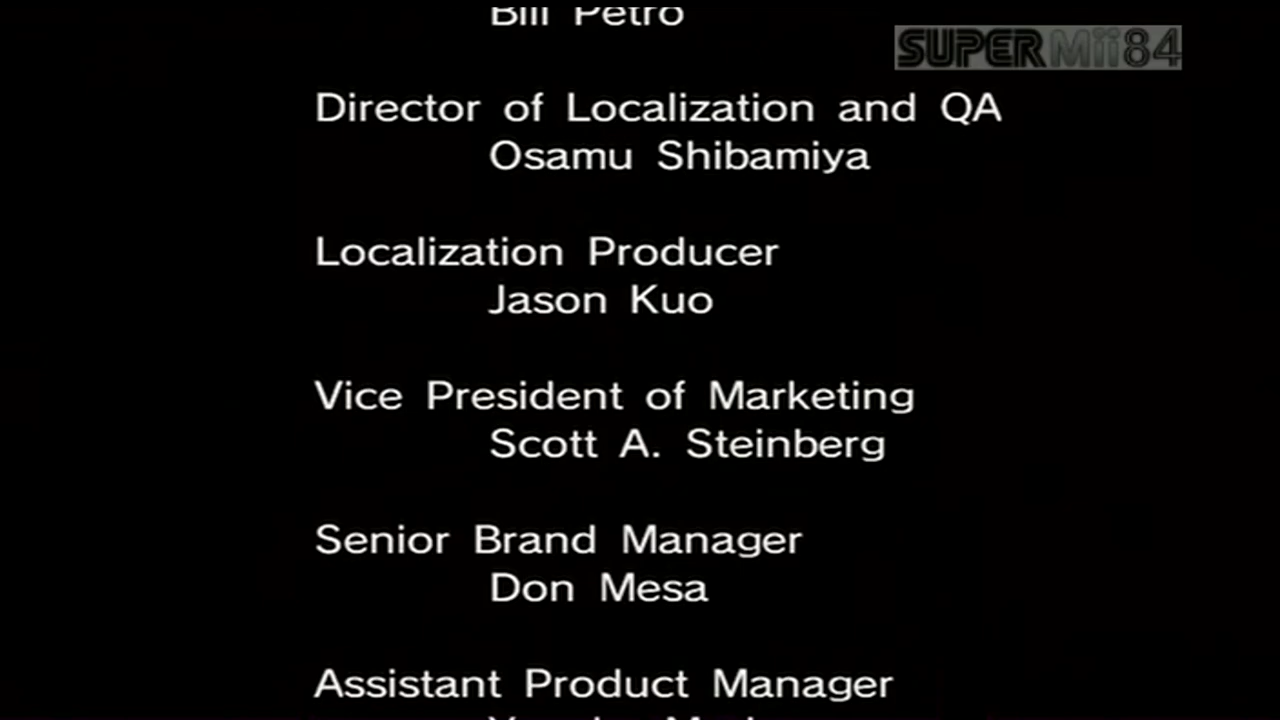 Bill Petro
SUPERMii84
Director of Localization and QA
Osamu Shibamiya
Localization Producer
Jason Kuo
Vice President of Marketing
Scott A. Steinberg
Senior Brand Manager
Don Mesa
Assistant Product Manager